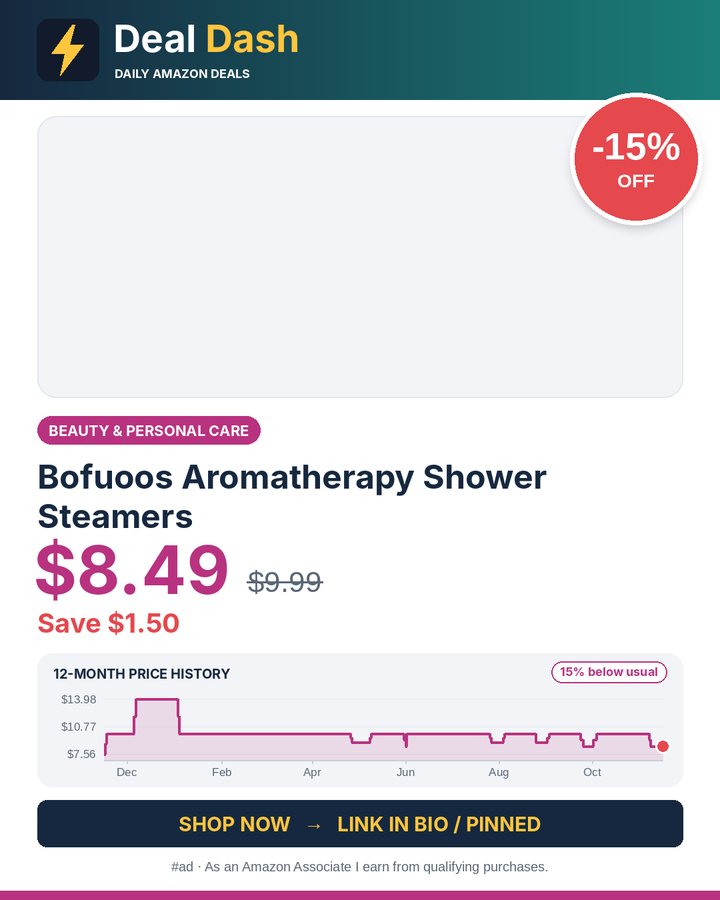 Deal Dash
DAILY AMAZON DEALS
-15%
OFF
BEAUTY & PERSONAL CARE
Bofuoos Aromatherapy Shower
Steamers
$8.49 $9.99
Save $1.50
12-MONTH PRICE HISTORY
15% below usual
$13.98
$10.77
$7.56
Dec Feb Apr Jun Aug Oct
SHOP NOW → LINK IN BIO / PINNED
#ad · As an Amazon Associate I earn from qualifying purchases.